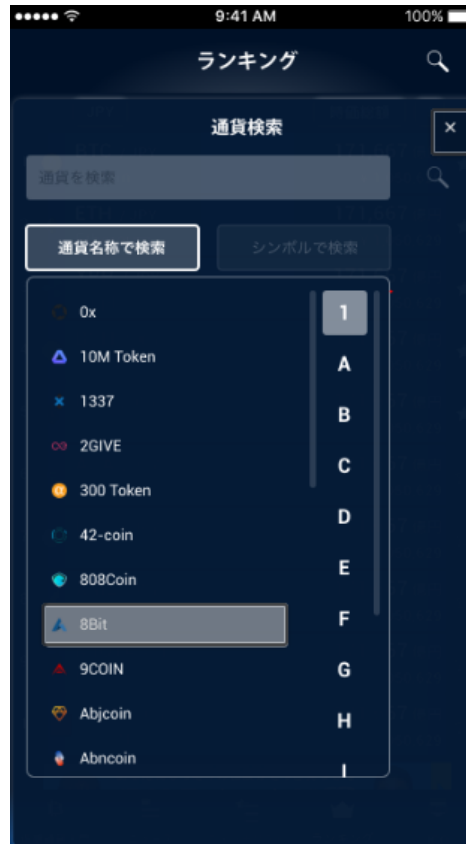 9:41 AM 100%
ランキング
通貨検索
×
通貨を検索
通貨名称で検索 シンボルで検索
0x
10M Token
1337
2GIVE
300 Token
42-coin
808Coin
8Bit
9COIN
Abjcoin
Abncoin
1
A
B
C
D
E
F
G
H
I